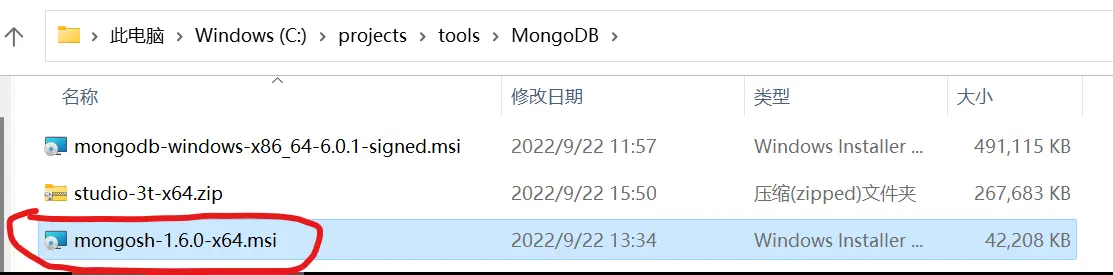 此电脑 > Windows (C:) > projects > tools > MongoDB >
名称 修改日期 类型 大小
mongodb-windows-x86_64-6.0.1-signed.msi 2022/9/22 11:57 Windows Installer ... 491,115 KB
studio-3t-x64.zip 2022/9/22 15:50 压缩(zipped)文件夹 267,683 KB
mongosh-1.6.0-x64.msi 2022/9/22 13:34 Windows Installer ... 42,208 KB